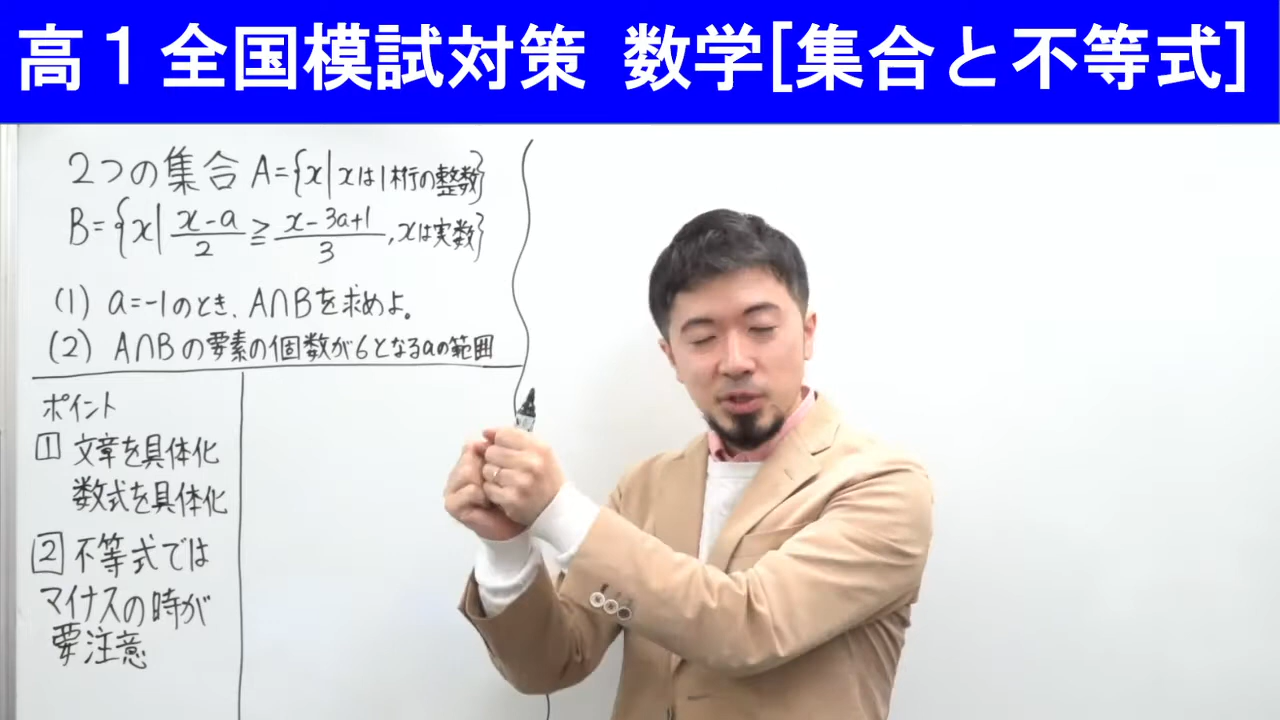 高１全国模試対策 数学[集合と不等式]
2つの集合 A={x|xは1桁の整数}
B={x|(x-a)/2≧(x-3a+1)/3,xは実数}
(1) a=-1のとき、A∩Bを求めよ。
(2) A∩Bの要素の個数が6となるaの範囲
ポイント
1 文章を具体化
数式を具体化
2 不等式では
マイナスの時が
要注意